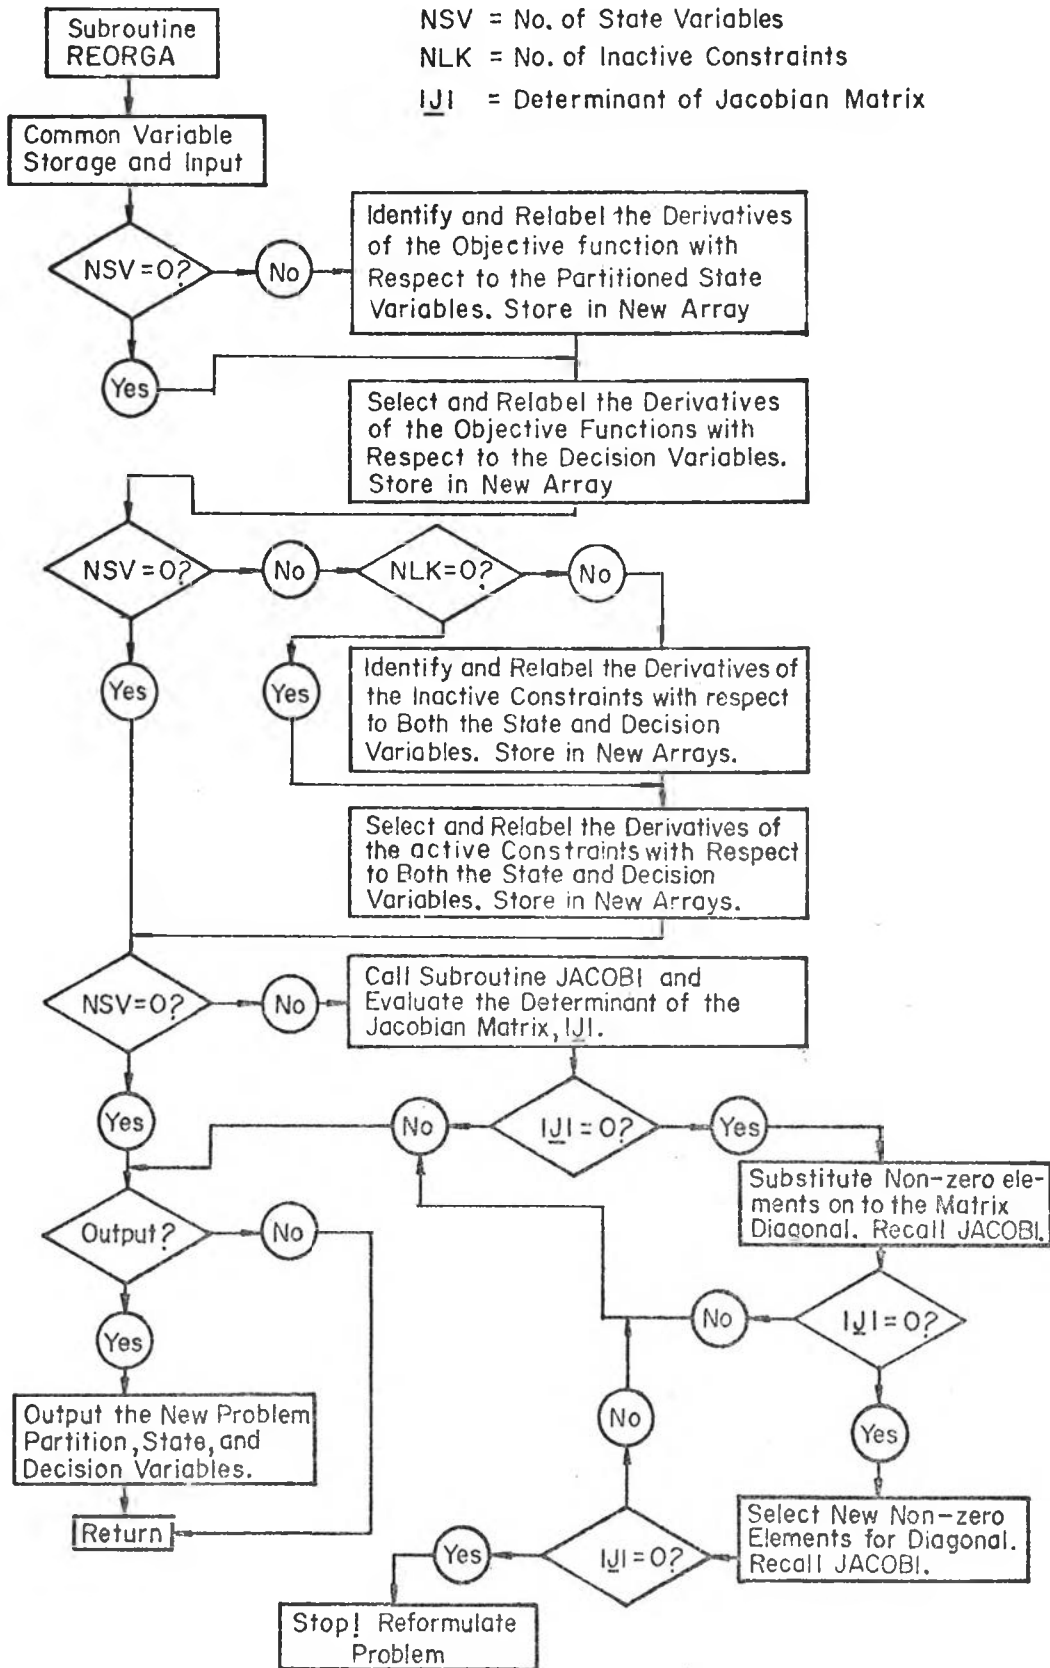 NSV = No. of State Variables
NLK = No. of Inactive Constraints
|J| = Determinant of Jacobian Matrix
Subroutine
REORGA
Common Variable
Storage and Input
NSV=0?
No
Identify and Relabel the Derivatives
of the Objective function with
Respect to the Partitioned State
Variables. Store in New Array
Yes
Select and Relabel the Derivatives
of the Objective Functions with
Respect to the Decision Variables.
Store in New Array
NSV=0?
No
NLK=0?
No
Yes
Yes
Identify and Relabel the Derivatives of
the Inactive Constraints with respect
to Both the State and Decision
Variables. Store in New Arrays.
Select and Relabel the Derivatives of
the active Constraints with Respect
to Both the State and Decision
Variables. Store in New Arrays.
NSV=0?
No
Call Subroutine JACOBI and
Evaluate the Determinant of the
Jacobian Matrix, |J|.
Yes
No
|J|=0?
Yes
Substitute Non-zero ele-
ments on to the Matrix
Diagonal. Recall JACOBI.
Output?
No
No
|J|=0?
Yes
No
Yes
Output the New Problem
Partition, State, and
Decision Variables.
Select New Non-zero
Elements for Diagonal.
Recall JACOBI.
Return
Yes
|J|=0?
Stop! Reformulate
Problem